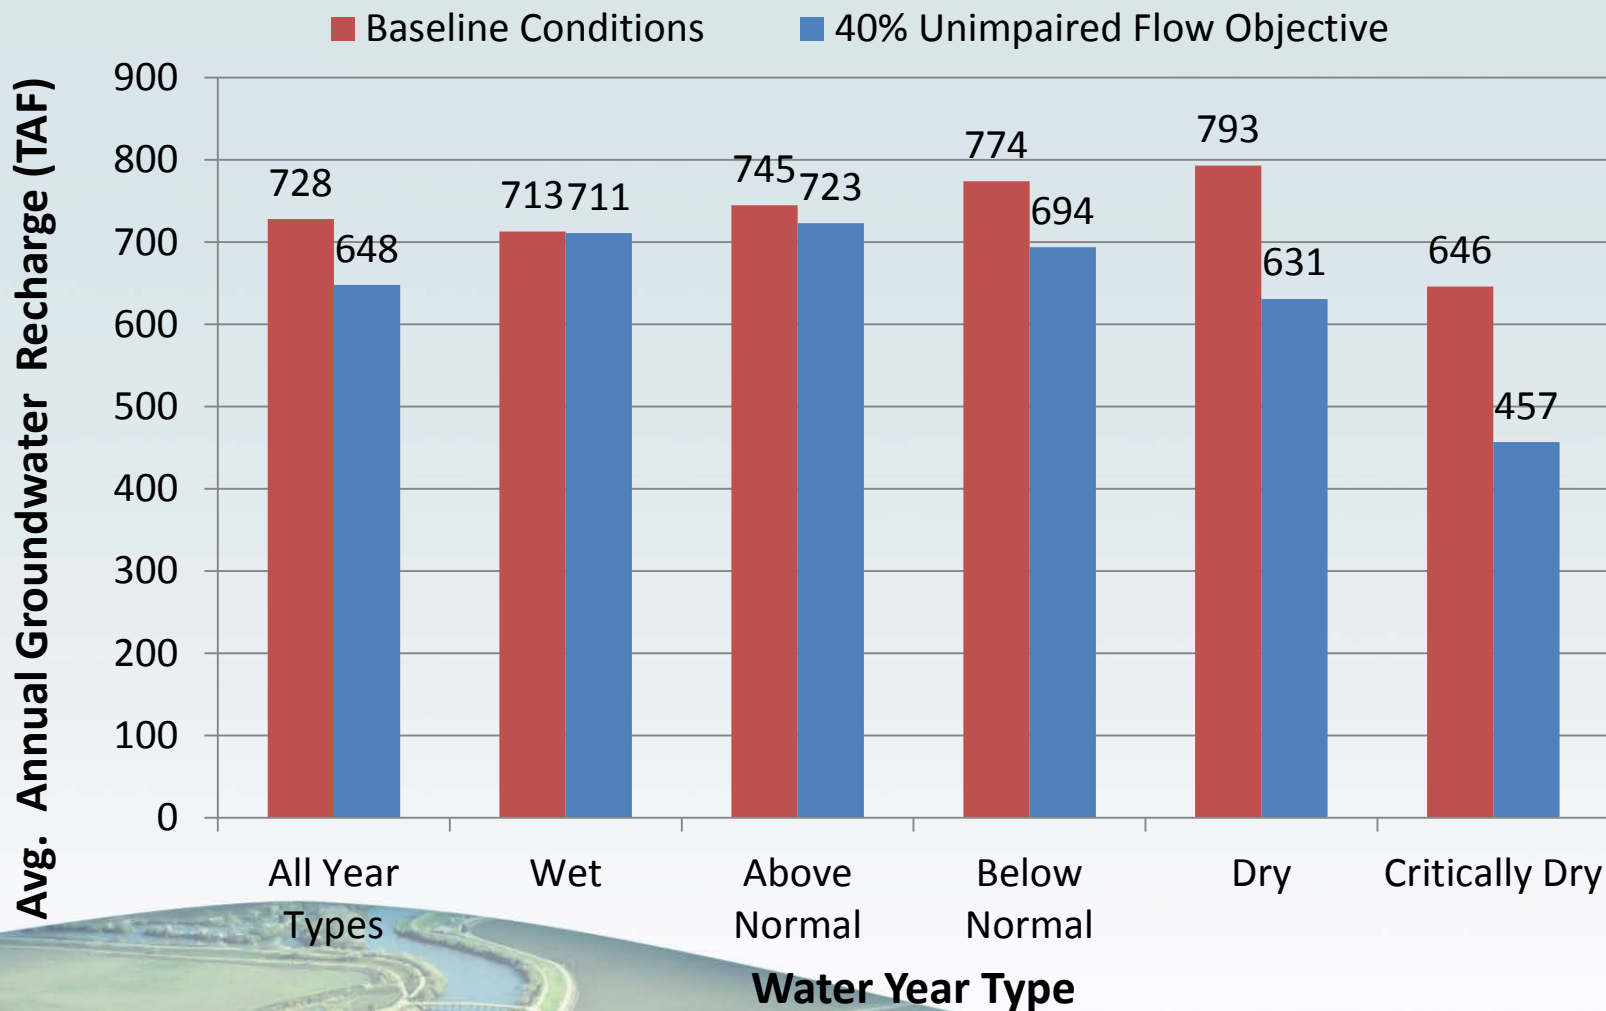 Baseline Conditions 40% Unimpaired Flow Objective
Avg. Annual Groundwater Recharge (TAF)
900
800
700
600
500
400
300
200
100
0
728
648
713
711
745
723
774
694
793
631
646
457
All Year
Types
Wet
Above
Normal
Below
Normal
Dry
Critically Dry
Water Year Type